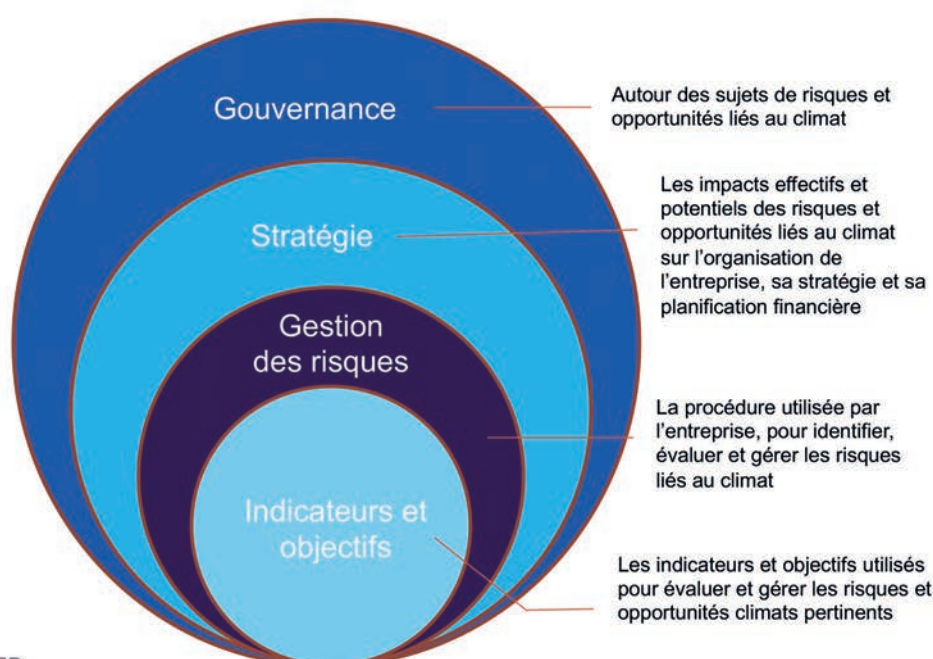 Gouvernance
Autour des sujets de risques et
opportunités liés au climat
Stratégie
Les impacts effectifs et
potentiels des risques et
opportunités liés au climat
sur l'organisation de
l'entreprise, sa stratégie et sa
planification financière
Gestion
des risques
La procédure utilisée par
l'entreprise, pour identifier,
évaluer et gérer les risques
liés au climat
Indicateurs et
objectifs
Les indicateurs et objectifs utilisés
pour évaluer et gérer les risques et
opportunités climats pertinents